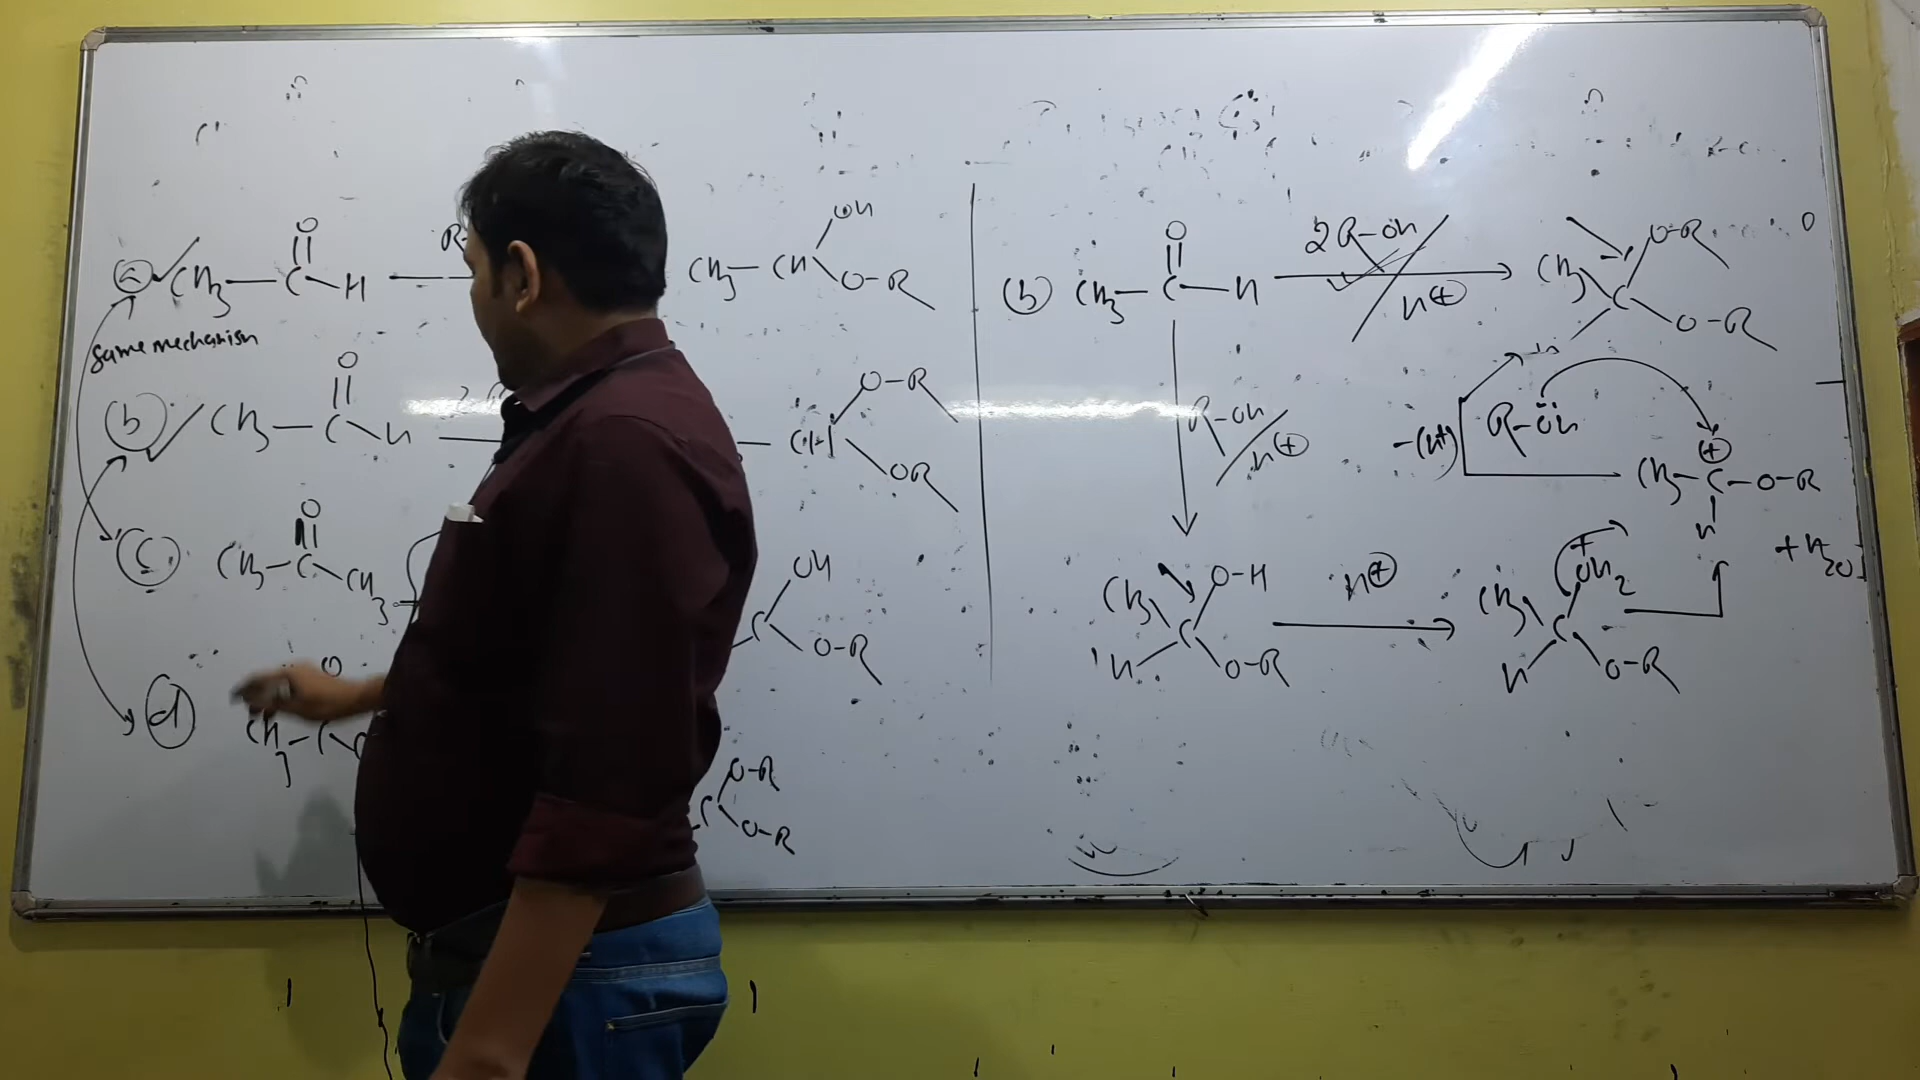 O OH
(a) CH3 — C — H R- CH3 — CH O-R
same mechanism
O O-R
(b) CH3 — C — H 2 R CH OR
O OH
(c) CH3 — C — CH3 C O-R
O O-R
(d) CH3 — C C O-R
O 2R-OH O-R
(b) CH3 — C — H H⊕ CH3 C O-R
H
R-OH
H⊕
-(H+) R-ÖH
⊕
CH3 — C — O-R
H
+ H2O
CH3 O-H H⊕ CH3 +OH2
C C
H O-R H O-R